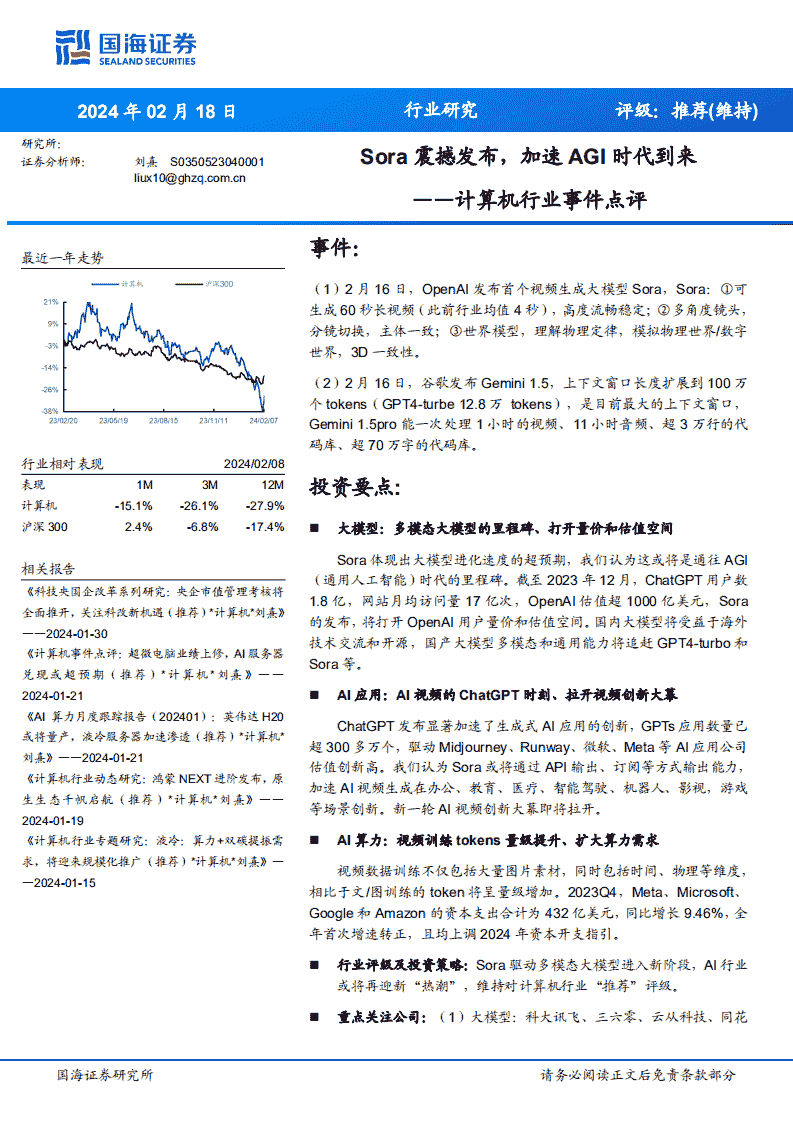 国海证券
SEALAND SECURITIES
2024 年 02 月 18 日
行业研究
评级：推荐(维持)
研究所：
证券分析师：
刘熹 S0350523040001
liux10@ghzq.com.cn
Sora 震撼发布，加速 AGI 时代到来
——计算机行业事件点评
最近一年走势
计算机
沪深300
21%
9%
-3%
-14%
-26%
-38%
23/02/20
23/05/19
23/08/15
23/11/11
24/02/07
行业相对表现
2024/02/08
表现 1M 3M 12M
计算机 -15.1% -26.1% -27.9%
沪深 300 2.4% -6.8% -17.4%
相关报告
《科技央国企改革系列研究：央企市值管理考核将
全面推开，关注科改新机遇（推荐）*计算机*刘熹》
——2024-01-30
《计算机事件点评：超微电脑业绩上修，AI 服务器
兑现或超预期（推荐）*计算机*刘熹》——
2024-01-21
《AI 算力月度跟踪报告（202401）：英伟达 H20
或将量产，液冷服务器加速渗透（推荐）*计算机*
刘熹》——2024-01-21
《计算机行业动态研究：鸿蒙 NEXT 进阶发布，原
生生态千帆启航（推荐）*计算机*刘熹》——
2024-01-19
《计算机行业专题研究：液冷：算力+双碳提振需
求，将迎来规模化推广（推荐）*计算机*刘熹》—
—2024-01-15
事件：
（1）2 月 16 日，OpenAI 发布首个视频生成大模型 Sora，Sora：①可
生成 60 秒长视频（此前行业均值 4 秒），高度流畅稳定；②多角度镜头，
分镜切换，主体一致；③世界模型，理解物理定律，模拟物理世界/数字
世界，3D 一致性。
（2）2 月 16 日，谷歌发布 Gemini 1.5，上下文窗口长度扩展到 100 万
个 tokens（GPT4-turbe 12.8 万 tokens），是目前最大的上下文窗口，
Gemini 1.5pro 能一次处理 1 小时的视频、11 小时音频、超 3 万行的代
码库、超 70 万字的代码库。
投资要点：
■ 大模型：多模态大模型的里程碑、打开量价和估值空间
Sora 体现出大模型进化速度的超预期，我们认为这或将是通往 AGI
（通用人工智能）时代的里程碑。截至 2023 年 12 月，ChatGPT 用户数
1.8 亿，网站月均访问量 17 亿次，OpenAI 估值超 1000 亿美元，Sora
的发布，将打开 OpenAI 用户量价和估值空间。国内大模型将受益于海外
技术交流和开源，国产大模型多模态和通用能力将追赶 GPT4-turbo 和
Sora 等。
■ AI 应用：AI 视频的 ChatGPT 时刻、拉开视频创新大幕
ChatGPT 发布显著加速了生成式 AI 应用的创新，GPTs 应用数量已
超 300 多万个，驱动 Midjourney、Runway、微软、Meta 等 AI 应用公司
估值创新高。我们认为 Sora 或将通过 API 输出、订阅等方式输出能力，
加速 AI 视频生成在办公、教育、医疗、智能驾驶、机器人、影视，游戏
等场景创新。新一轮 AI 视频创新大幕即将拉开。
■ AI 算力：视频训练 tokens 量级提升、扩大算力需求
视频数据训练不仅包括大量图片素材，同时包括时间、物理等维度，
相比于文/图训练的 token 将呈量级增加。2023Q4，Meta、Microsoft、
Google 和 Amazon 的资本支出合计为 432 亿美元，同比增长 9.46%，全
年首次增速转正，且均上调 2024 年资本开支指引。
■ 行业评级及投资策略：Sora 驱动多模态大模型进入新阶段，AI 行业
或将再迎新“热潮”，维持对计算机行业“推荐”评级。
■ 重点关注公司：（1）大模型：科大讯飞、三六零、云从科技、同花
国海证券研究所
请务必阅读正文后免责条款部分